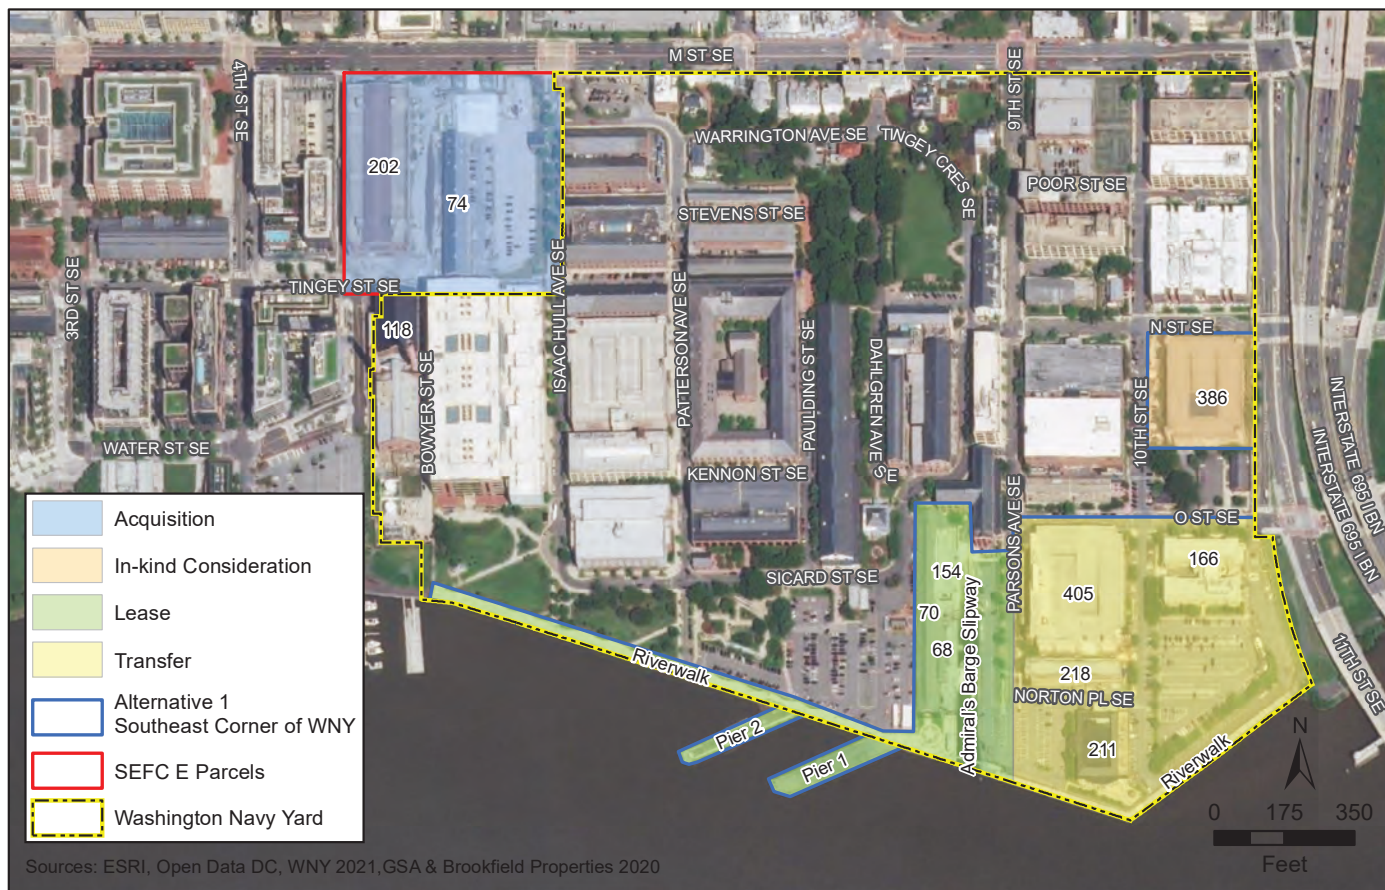 M ST SE
4TH ST SE
9TH ST SE
WARRINGTON AVE SE
TINGEY CRES SE
202
74
POOR ST SE
STEVENS ST SE
3RD ST SE
TINGEY ST SE
ISAAC HULL AVE SE
PATTERSON AVE SE
PAULDING ST SE
DAHLGREN AVE SE
118
BOWYER ST SE
N ST SE
386
10TH ST SE
INTERSTATE 695 I BN
INTERSTATE 695 I BN
WATER ST SE
KENNON ST SE
PARSONS AVE SE
O ST SE
SICARD ST SE
154
70
68
Admiral's Barge Slipway
405
166
218
NORTON PL SE
211
11TH ST SE
Riverwalk
Riverwalk
Pier 2
Pier 1
Acquisition
In-kind Consideration
Lease
Transfer
Alternative 1
Southeast Corner of WNY
SEFC E Parcels
Washington Navy Yard
N
0 175 350
Feet
Sources: ESRI, Open Data DC, WNY 2021,GSA & Brookfield Properties 2020